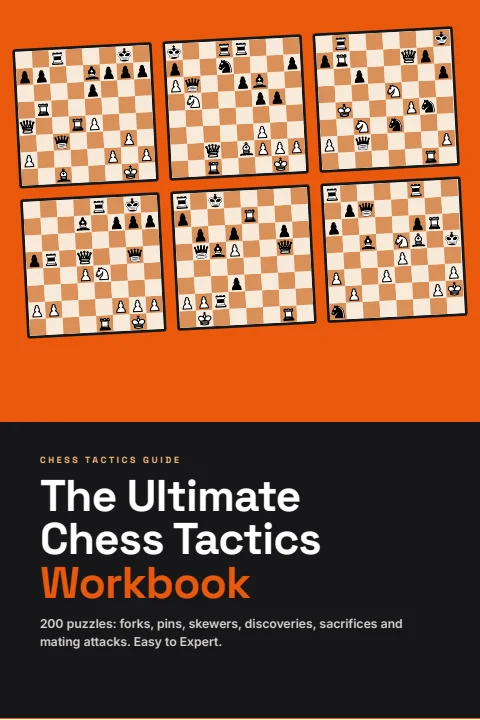 CHESS TACTICS GUIDE
The Ultimate
Chess Tactics
Workbook
200 puzzles: forks, pins, skewers, discoveries, sacrifices and
mating attacks. Easy to Expert.